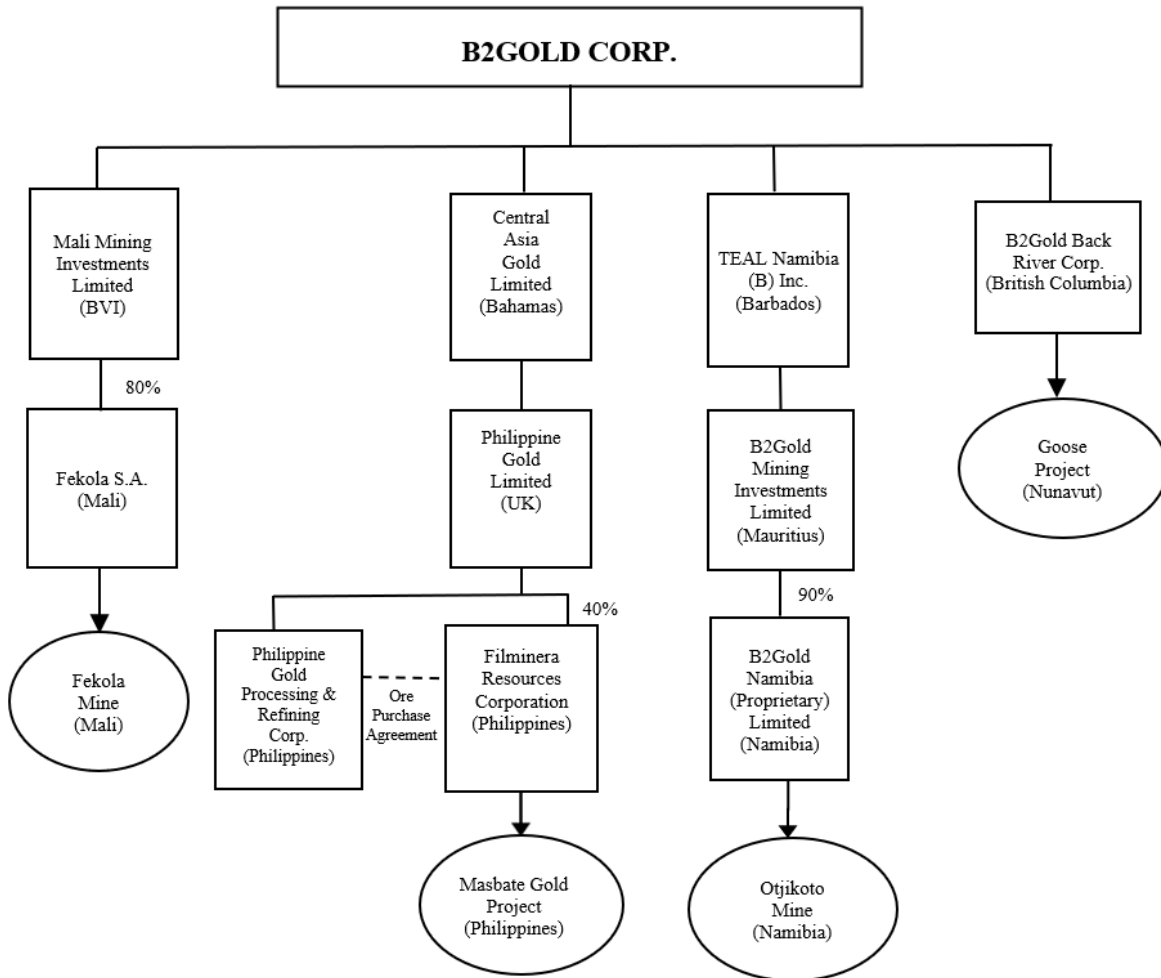 B2GOLD CORP.
Mali Mining
Investments
Limited
(BVI)
Central
Asia
Gold
Limited
(Bahamas)
TEAL Namibia
(B) Inc.
(Barbados)
B2Gold Back
River Corp.
(British Columbia)
80%
Fekola S.A.
(Mali)
Philippine
Gold
Limited
(UK)
B2Gold
Mining
Investments
Limited
(Mauritius)
Goose
Project
(Nunavut)
40%
90%
Fekola
Mine
(Mali)
Philippine
Gold
Processing &
Refining
Corp.
(Philippines)
Ore
Purchase
Agreement
Filminera
Resources
Corporation
(Philippines)
B2Gold
Namibia
(Proprietary)
Limited
(Namibia)
Masbate Gold
Project
(Philippines)
Otjikoto
Mine
(Namibia)